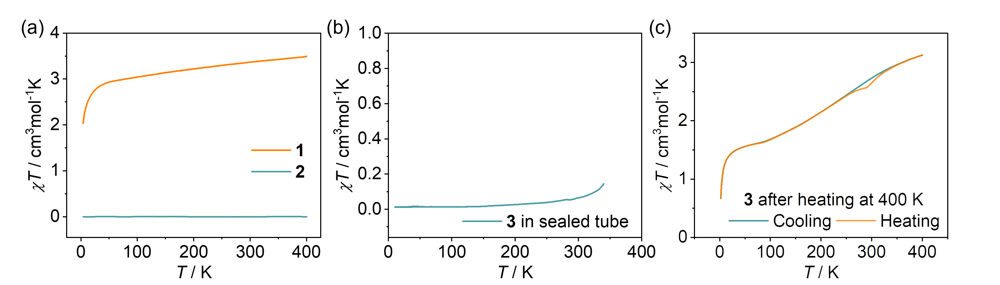 (a)
4
3
2
1
0
χT / cm³mol⁻¹K
1
2
0 100 200 300 400
T / K
(b)
1.0
0.8
0.6
0.4
0.2
0.0
χT / cm³mol⁻¹K
3 in sealed tube
0 100 200 300 400
T / K
(c)
3
2
1
0
χT / cm³mol⁻¹K
3 after heating at 400 K
Cooling Heating
0 100 200 300 400
T / K